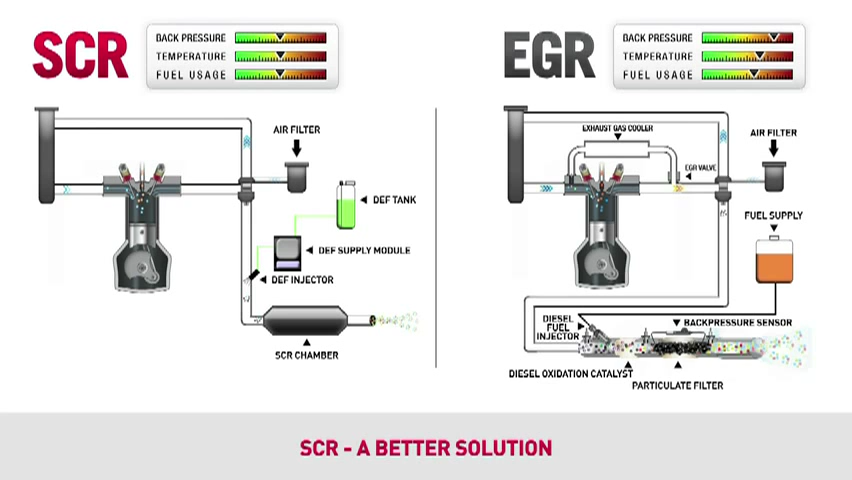 SCR
BACK PRESSURE
TEMPERATURE
FUEL USAGE
AIR FILTER
DEF TANK
DEF SUPPLY MODULE
DEF INJECTOR
SCR CHAMBER
EGR
BACK PRESSURE
TEMPERATURE
FUEL USAGE
EXHAUST GAS COOLER
AIR FILTER
EGR VALVE
FUEL SUPPLY
DIESEL
FUEL
INJECTOR
BACKPRESSURE SENSOR
DIESEL OXIDATION CATALYST
PARTICULATE FILTER
SCR - A BETTER SOLUTION